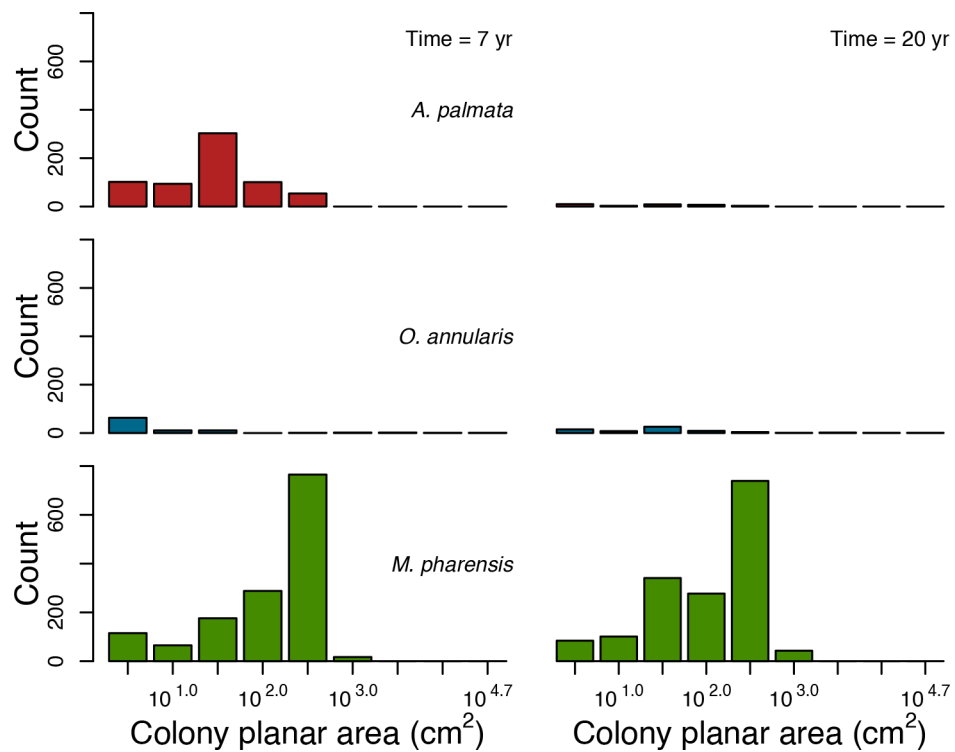 Time = 7 yr
Time = 20 yr
Count
600
200
0
A. palmata
Count
600
200
0
O. annularis
Count
600
200
0
M. pharensis
10^1.0 10^2.0 10^3.0 10^4.7
10^1.0 10^2.0 10^3.0 10^4.7
Colony planar area (cm²)
Colony planar area (cm²)